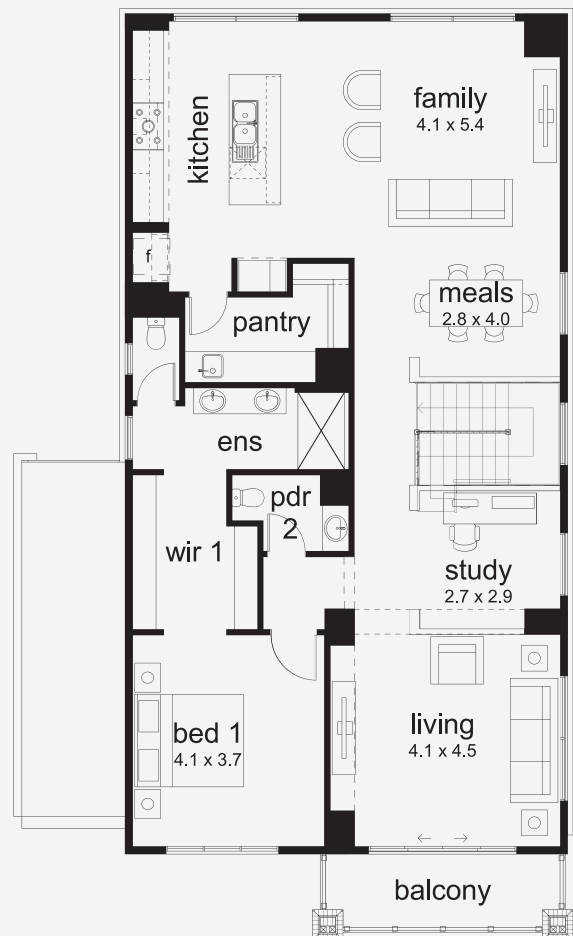 kitchen
family
4.1 x 5.4
f
meals
2.8 x 4.0
pantry
ens
pdr
2
wir 1
study
2.7 x 2.9
bed 1
4.1 x 3.7
living
4.1 x 4.5
balcony